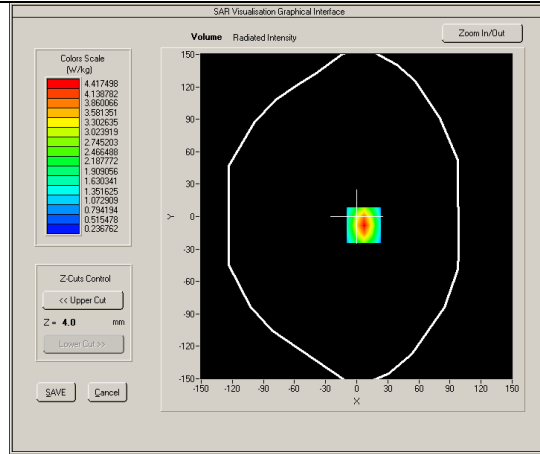 SAR Visualisation Graphical Interface
Volume Radiated Intensity
Zoom In/Out
Colors Scale
(W/kg)
4.417498
4.138782
3.860066
3.581351
3.302635
3.023919
2.745203
2.466488
2.187772
1.909056
1.630341
1.351625
1.072909
0.794194
0.515478
0.236762
Z-Cuts Control
<< Upper Cut
Z = 4.0 mm
Lower Cut >>
SAVE Cancel
150-
120-
90-
60-
30-
0-
-30-
-60-
-90-
-120-
-150-
Y
-150 -120 -90 -60 -30 0 30 60 90 120 150
X